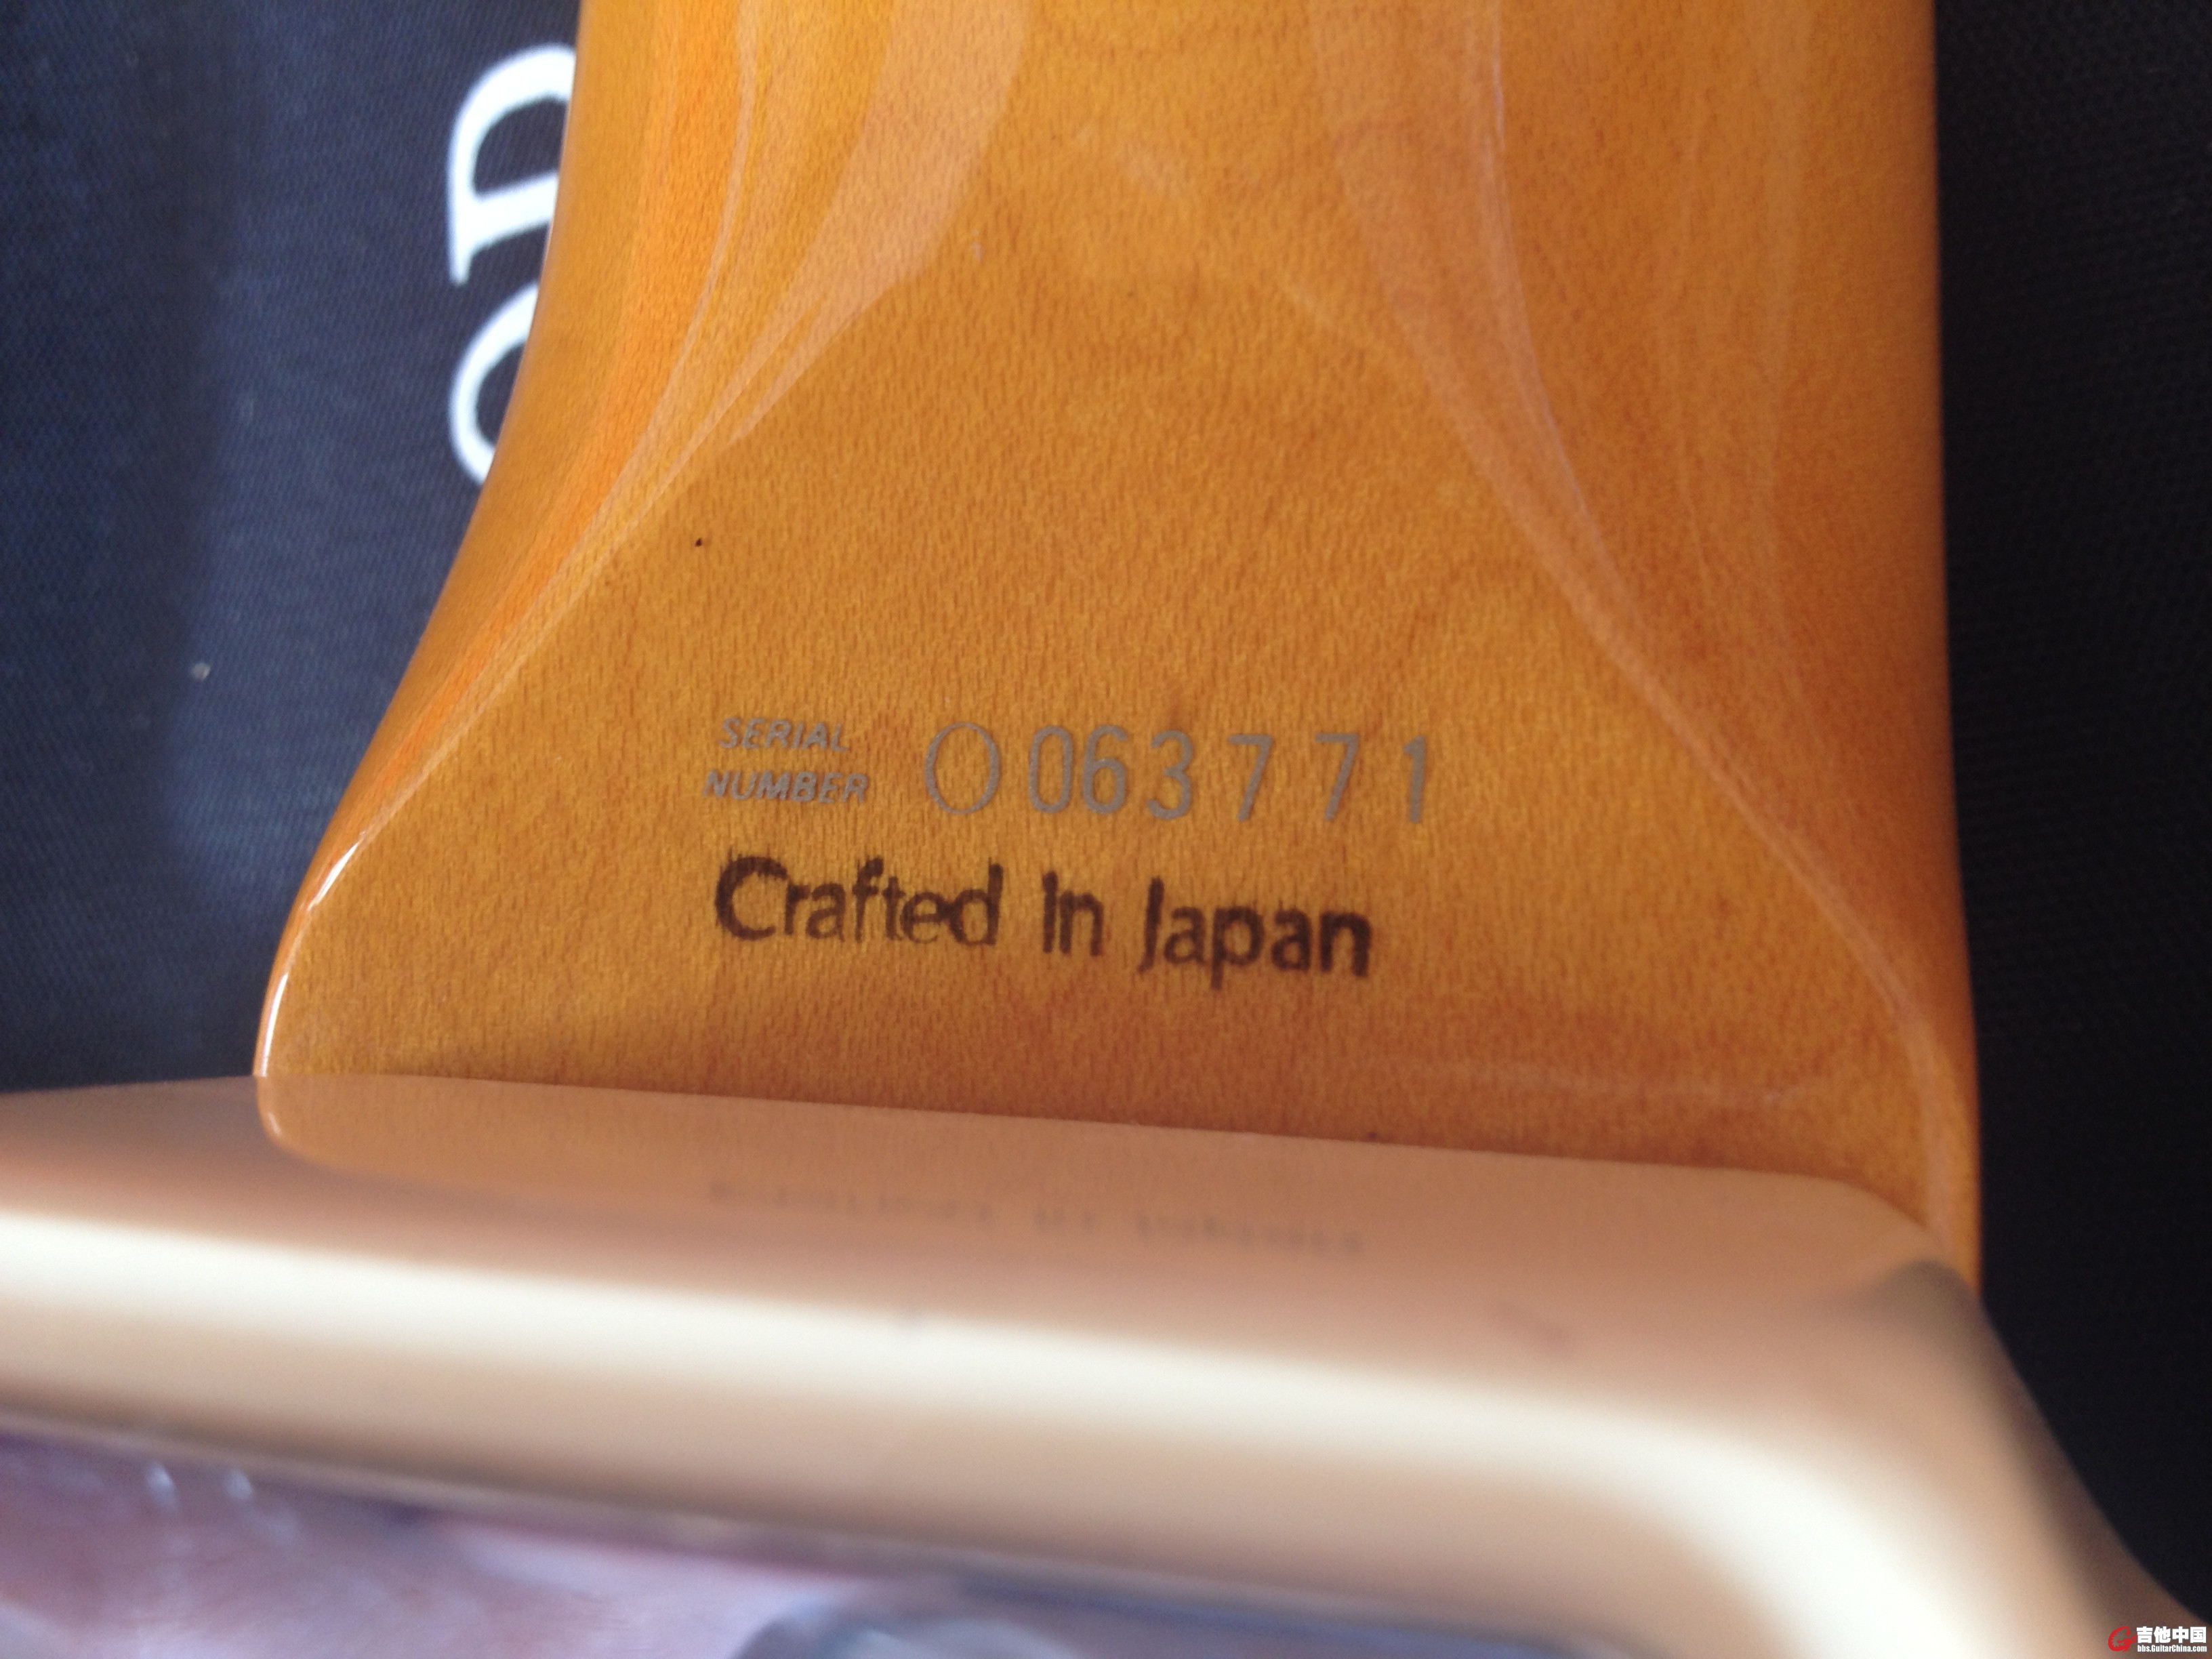 SERIAL
NUMBER O063771
Crafted in Japan
吉他中国
bbs.GuitarChina.com